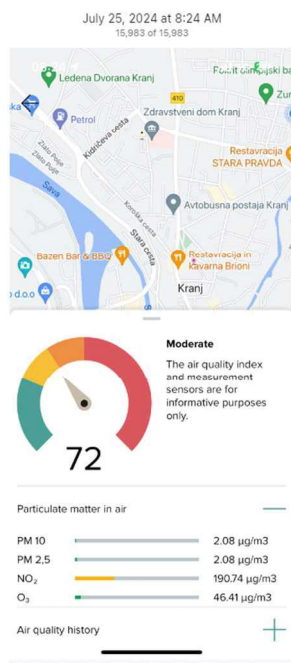 July 25, 2024 at 8:24 AM
15,983 of 15,983
Ledena Dvorana Kranj
410
Petrol
Zdravstveni dom Kranj
Kidričeva cesta
Zlato Polje
Zlato Polje
Restavracija
STARA PRAVDA
Sava
Koroška cesta
Avtobusna postaja Kranj
Stara cesta
Bazen Bar & BBQ
Restavracija in
kavarna Brioni
d.o.o
Kranj
Moderate
The air quality index
and measurement
sensors are for
informative purposes
only.
72
Particulate matter in air
PM 10 2.08 µg/m3
PM 2,5 2.08 µg/m3
NO₂ 190.74 µg/m3
O₃ 46.41 µg/m3
Air quality history